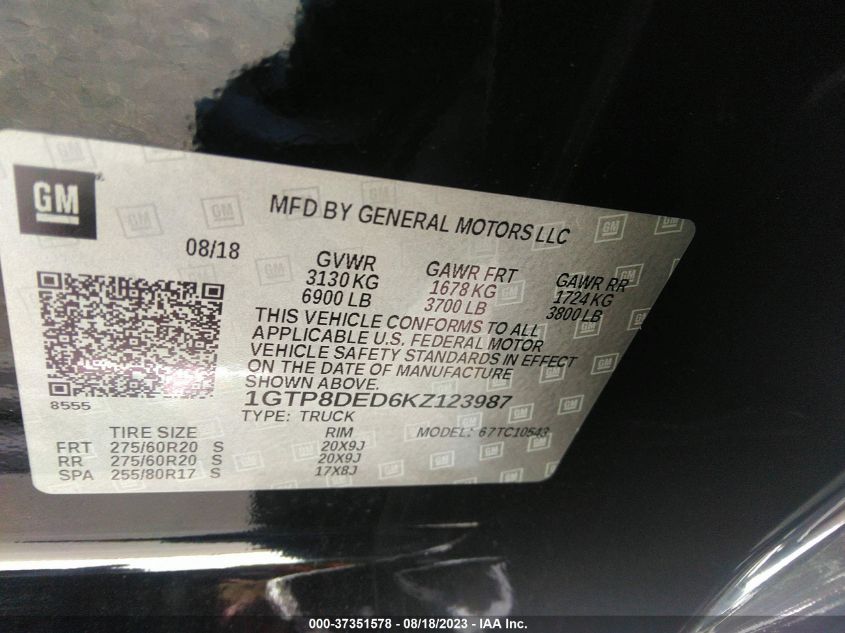 GM
MFD BY GENERAL MOTORS LLC
08/18
GVWR GAWR FRT GAWR RR
3130 KG 1678 KG 1724 KG
6900 LB 3700 LB 3800 LB
THIS VEHICLE CONFORMS TO ALL
APPLICABLE U.S. FEDERAL MOTOR
VEHICLE SAFETY STANDARDS IN EFFECT
ON THE DATE OF MANUFACTURE
SHOWN ABOVE.
8555
1GTP8DED6KZ123987
TYPE: TRUCK MODEL: 67TC10543
TIRE SIZE RIM
FRT 275/60R20 S 20X9J
RR 275/60R20 S 20X9J
SPA 255/80R17 S 17X8J
000-37351578 - 08/18/2023 - IAA Inc.